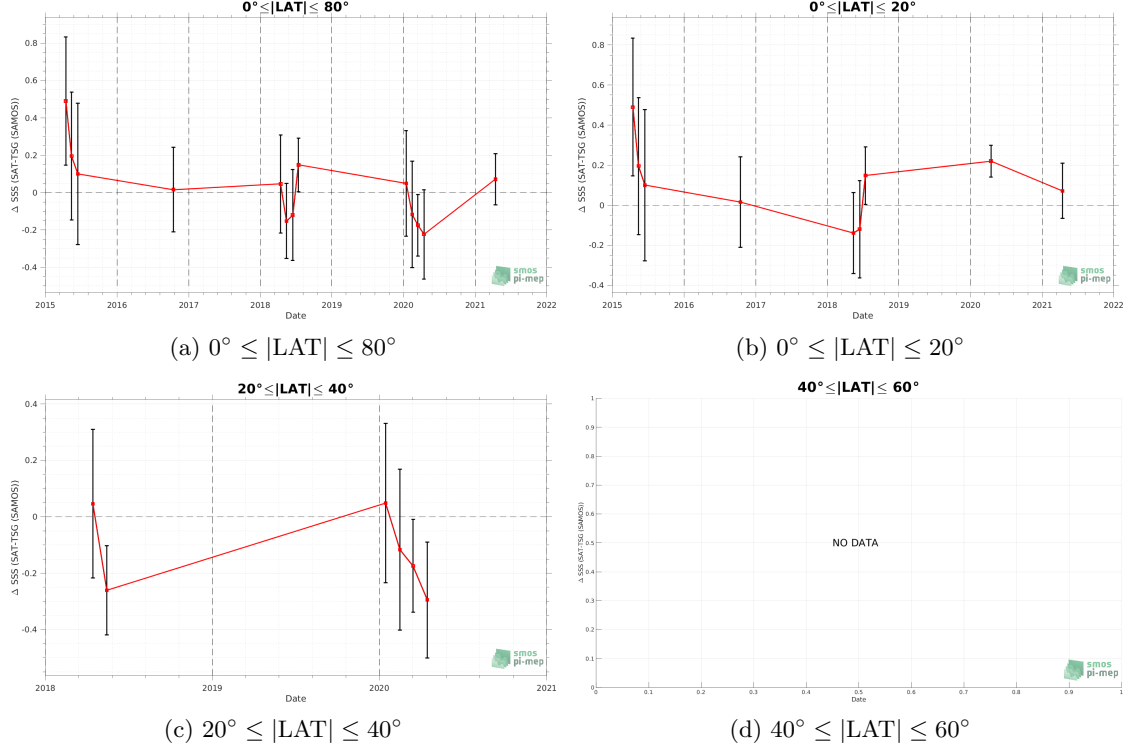 0°≤|LAT|≤ 80°
Δ SSS (SAT-TSG (SAMOS))
0.8
0.6
0.4
0.2
0
-0.2
-0.4
2015
2016
2017
2018
2019
2020
2021
2022
Date
smos
pi-mep
(a) 0° ≤ |LAT| ≤ 80°
0°≤|LAT|≤ 20°
Δ SSS (SAT-TSG (SAMOS))
0.8
0.6
0.4
0.2
0
-0.2
-0.4
2015
2016
2017
2018
2019
2020
2021
2022
Date
smos
pi-mep
(b) 0° ≤ |LAT| ≤ 20°
20°≤|LAT|≤ 40°
Δ SSS (SAT-TSG (SAMOS))
0.4
0.2
0
-0.2
-0.4
2018
2019
2020
2021
Date
smos
pi-mep
(c) 20° ≤ |LAT| ≤ 40°
40°≤|LAT|≤ 60°
Δ SSS (SAT-TSG (SAMOS))
1
0.9
0.8
0.7
0.6
0.5
0.4
0.3
0.2
0.1
0
NO DATA
0
0.1
0.2
0.3
0.4
0.5
0.6
0.7
0.8
0.9
1
Date
smos
pi-mep
(d) 40° ≤ |LAT| ≤ 60°